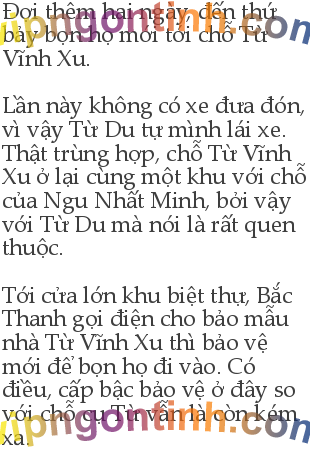 Đợi thêm hai ngày, đến thứ
bảy bọn họ mới tới chỗ Từ
Vĩnh Xu.
Lần này không có xe đưa đón,
vì vậy Từ Du tự mình lái xe.
Thật trùng hợp, chỗ Từ Vĩnh
Xu ở lại cùng một khu với chỗ
của Ngu Nhất Minh, bởi vậy
với Từ Du mà nói là rất quen
thuộc.
Tới cửa lớn khu biệt thự, Bắc
Thanh gọi điện cho bảo mẫu
nhà Từ Vĩnh Xu thì bảo vệ
mới để bọn họ đi vào. Có
điều, cấp bậc bảo vệ ở đây so
với chỗ cụ Từ vẫn là còn kém
xa.
vupngontinh.com
vupngontinh.com